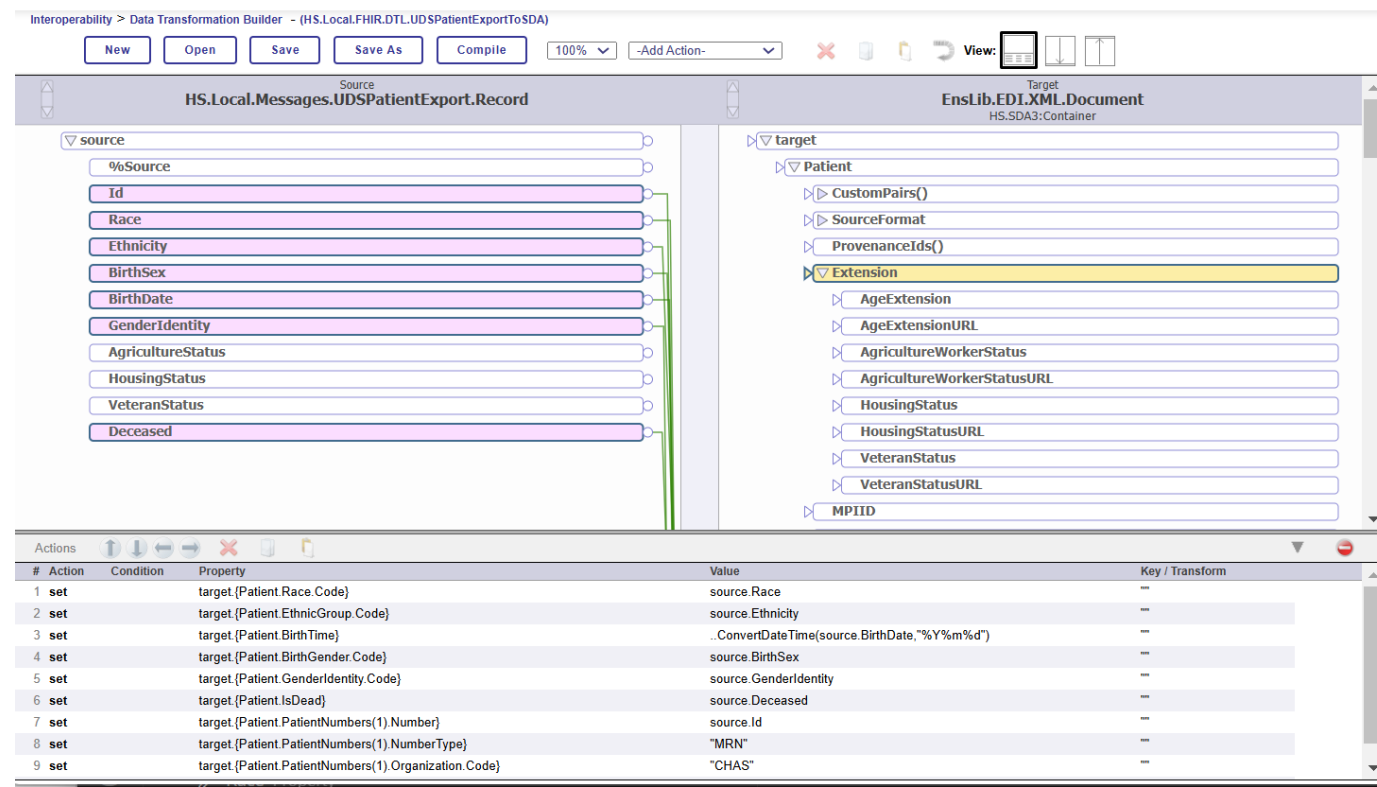 Interoperability > Data Transformation Builder - (HS.Local.FHIR.DTL.UDSPatientExportToSDA)
New Open Save Save As Compile 100% -Add Action- View:
Source
HS.Local.Messages.UDSPatientExport.Record
Target
EnsLib.EDI.XML.Document
HS.SDA3:Container
source
%Source
Id
Race
Ethnicity
BirthSex
BirthDate
GenderIdentity
AgricultureStatus
HousingStatus
VeteranStatus
Deceased
target
Patient
CustomPairs()
SourceFormat
ProvenanceIds()
Extension
AgeExtension
AgeExtensionURL
AgricultureWorkerStatus
AgricultureWorkerStatusURL
HousingStatus
HousingStatusURL
VeteranStatus
VeteranStatusURL
MPIID
Actions
# Action Condition Property Value Key / Transform
1 set target.{Patient.Race.Code} source.Race ""
2 set target.{Patient.EthnicGroup.Code} source.Ethnicity ""
3 set target.{Patient.BirthTime} ..ConvertDateTime(source.BirthDate,"%Y%m%d") ""
4 set target.{Patient.BirthGender.Code} source.BirthSex ""
5 set target.{Patient.GenderIdentity.Code} source.GenderIdentity ""
6 set target.{Patient.IsDead} source.Deceased ""
7 set target.{Patient.PatientNumbers(1).Number} source.Id ""
8 set target.{Patient.PatientNumbers(1).NumberType} "MRN" ""
9 set target.{Patient.PatientNumbers(1).Organization.Code} "CHAS" ""